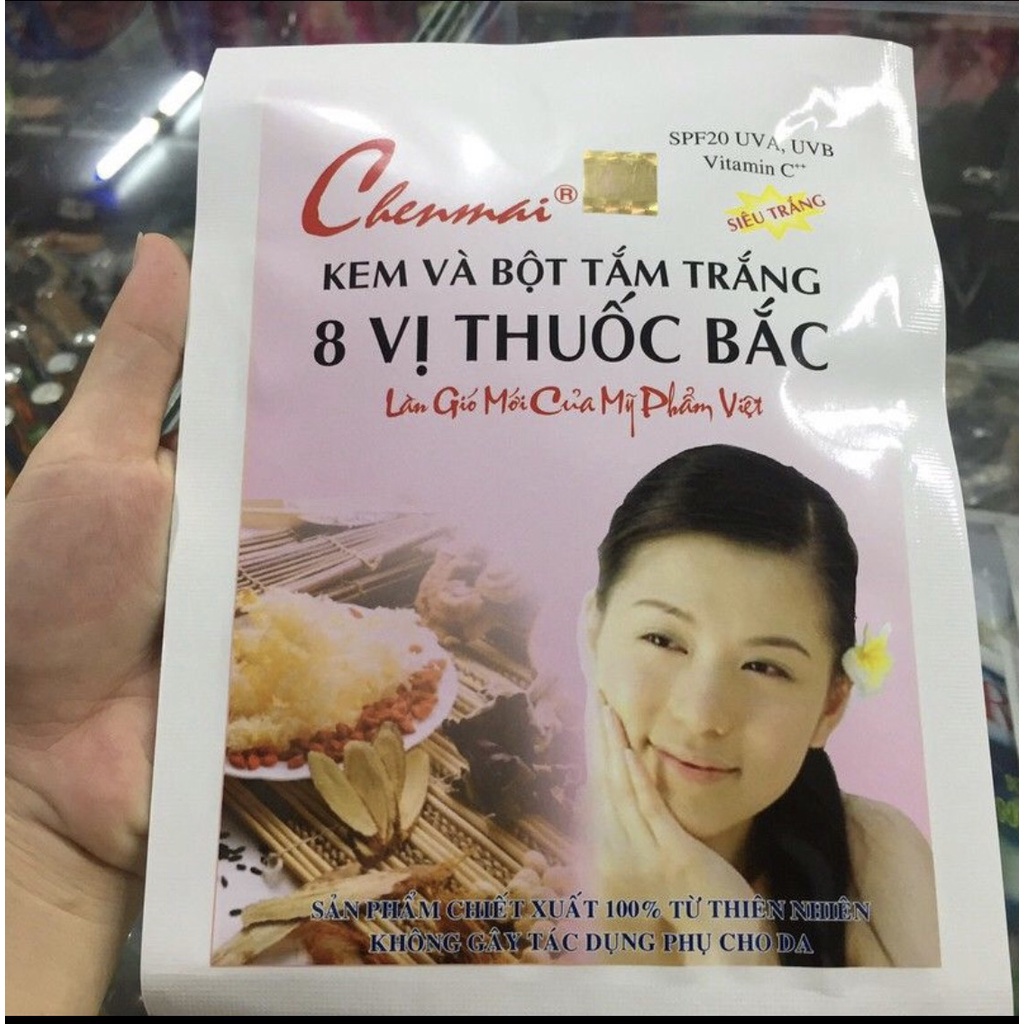 Chenmai®
SPF20 UVA, UVB
Vitamin C++
SIÊU TRẮNG
KEM VÀ BỘT TẮM TRẮNG
8 VỊ THUỐC BẮC
Làn Gió Mới Của Mỹ Phẩm Việt
SẢN PHẨM CHIẾT XUẤT 100% TỪ THIÊN NHIÊN
KHÔNG GÂY TÁC DỤNG PHỤ CHO DA